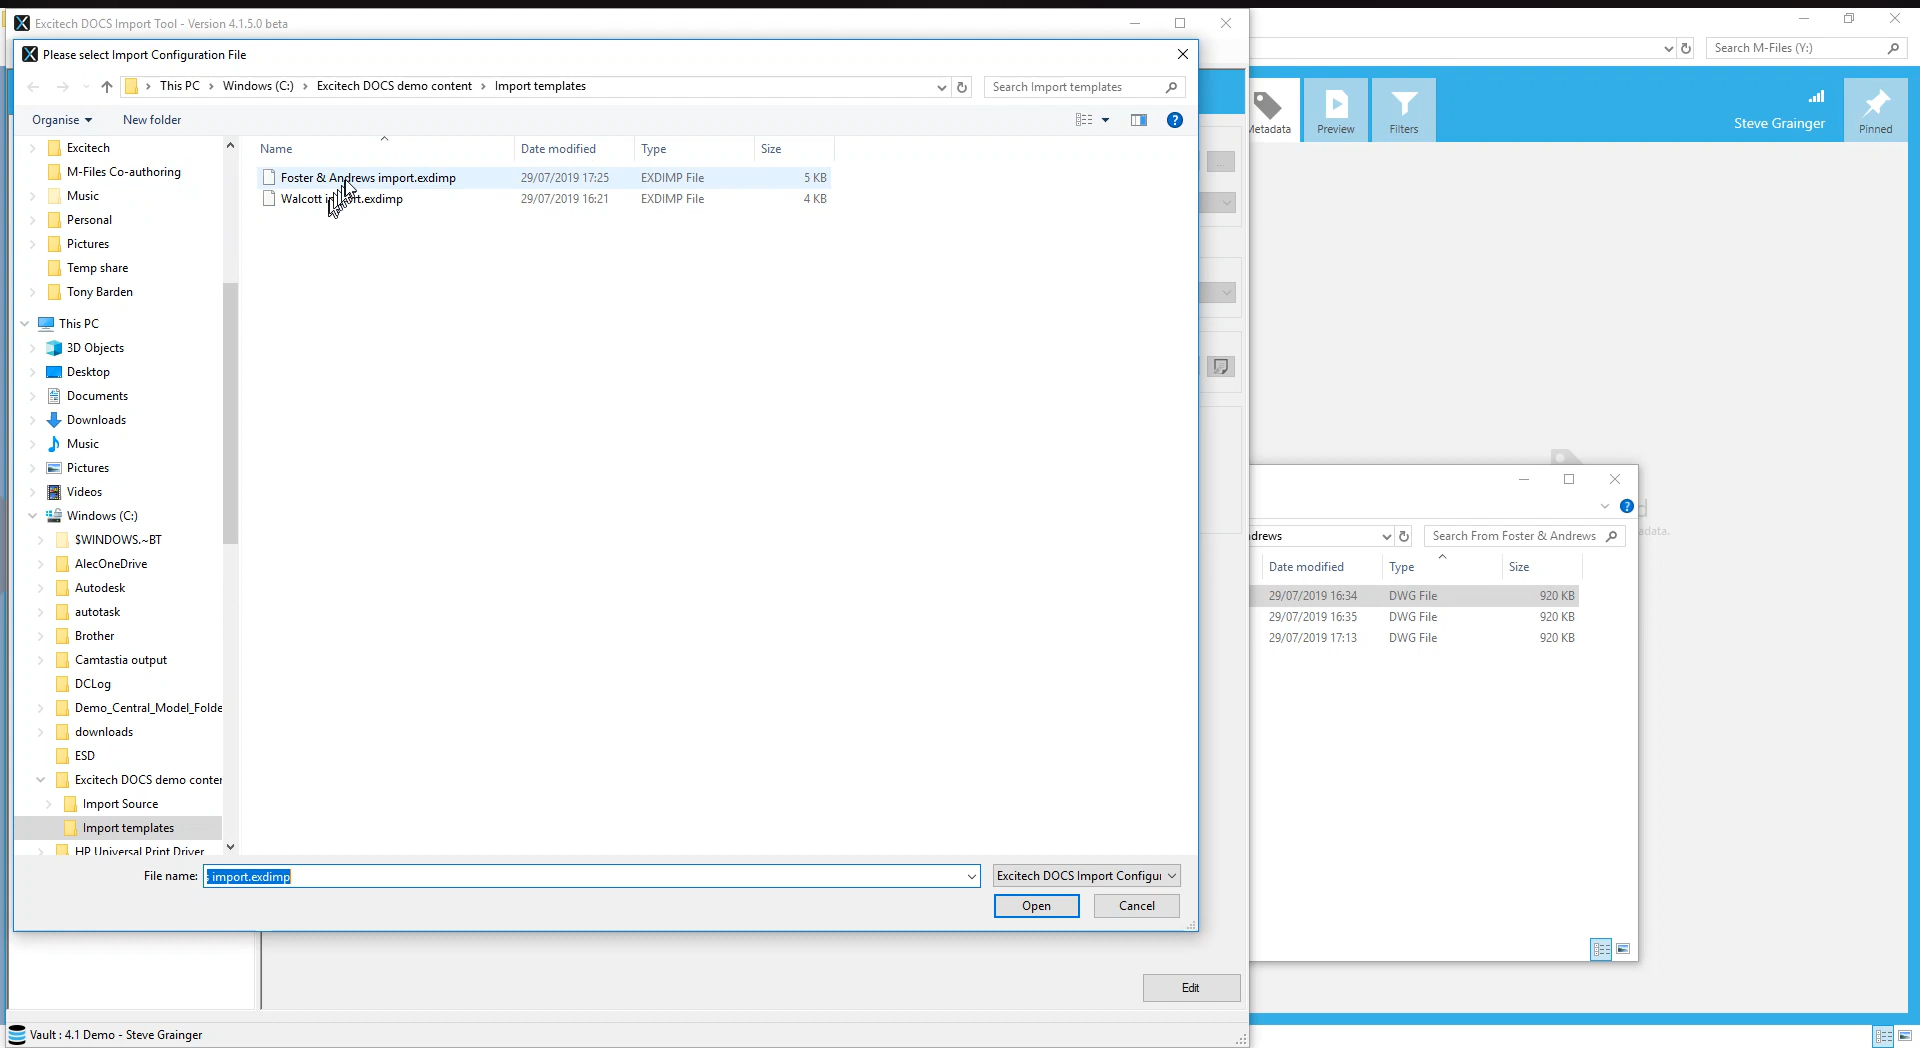 Excitech DOCS Import Tool - Version 4.1.5.0 beta
Please select Import Configuration File
This PC > Windows (C:) > Excitech DOCS demo content > Import templates
Search Import templates
Search M-Files (Y:)
Organise
New folder
Metadata
Preview
Filters
Steve Grainger
Pinned
Name
Date modified
Type
Size
Foster & Andrews import.exdimp 29/07/2019 17:25 EXDIMP File 5 KB
Walcott import.exdimp 29/07/2019 16:21 EXDIMP File 4 KB
Excitech
M-Files Co-authoring
Music
Personal
Pictures
Temp share
Tony Barden
This PC
3D Objects
Desktop
Documents
Downloads
Music
Pictures
Videos
Windows (C:)
$WINDOWS.~BT
AlecOneDrive
Autodesk
autotask
Brother
Camtastia output
DCLog
Demo_Central_Model_Folde
downloads
ESD
Excitech DOCS demo conter
Import Source
Import templates
HP Universal Print Driver
drews
Search From Foster & Andrews
adata.
Date modified
Type
Size
29/07/2019 16:34 DWG File 920 KB
29/07/2019 16:35 DWG File 920 KB
29/07/2019 17:13 DWG File 920 KB
File name:
import.exdimp
Excitech DOCS Import Configur
Open
Cancel
Edit
Vault : 4.1 Demo - Steve Grainger